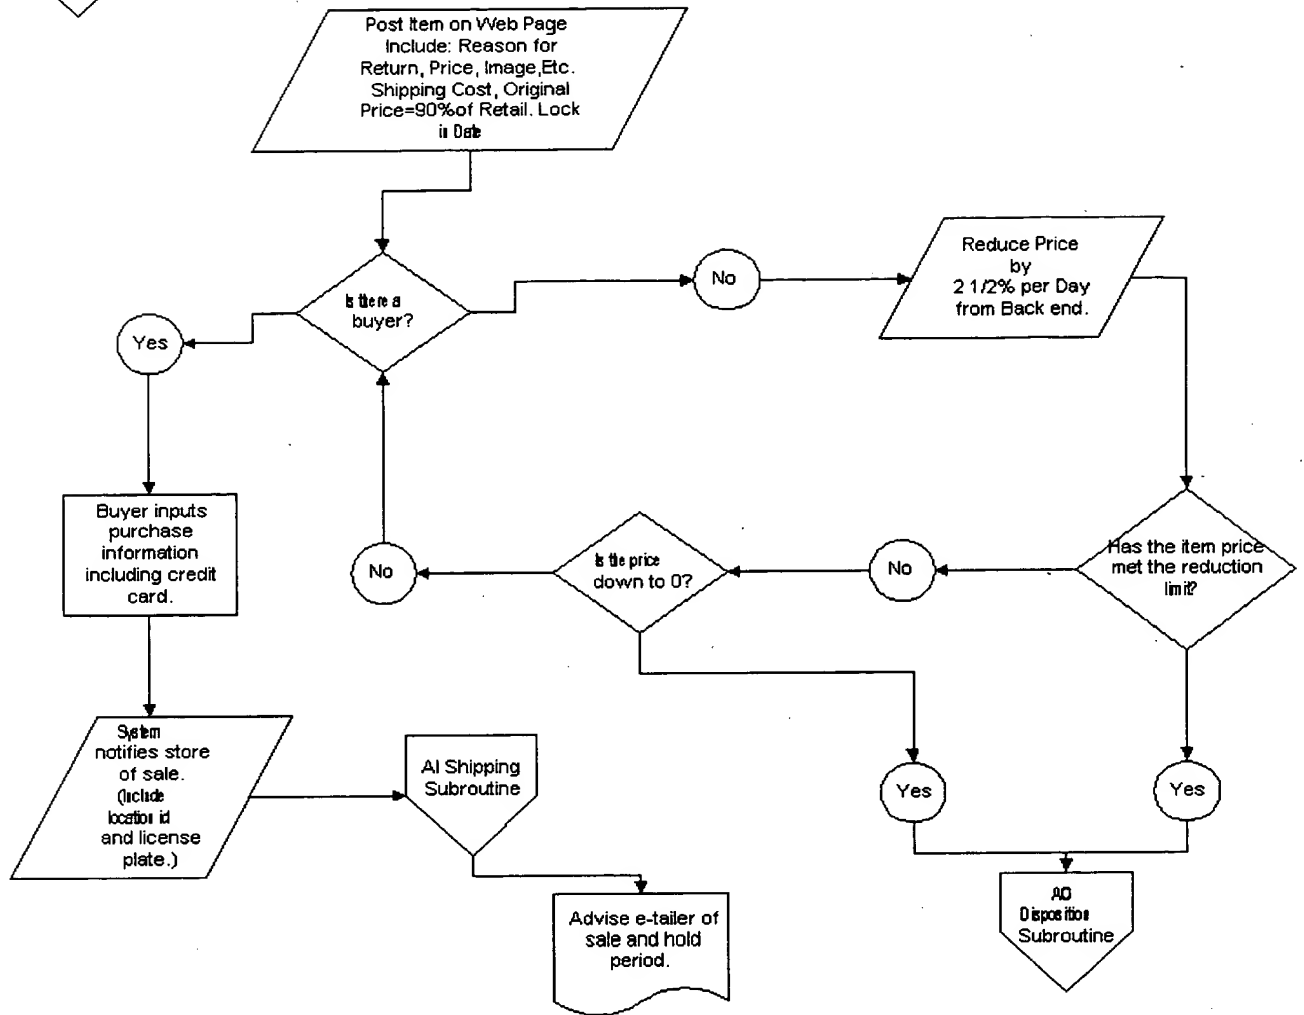 Post Item on Web Page
Include: Reason for
Return, Price, Image,Etc.
Shipping Cost, Original
Price=90%of Retail. Lock
in Date
Is there a
buyer?
No
Reduce Price
by
2 1/2% per Day
from Back end.
Yes
Buyer inputs
purchase
information
including credit
card.
No
Is the price
down to 0?
No
Has the item price
met the reduction
limit?
System
notifies store
of sale.
(Include
location id
and license
plate.)
AI Shipping
Subroutine
Yes
Yes
Advise e-tailer of
sale and hold
period.
Disposition
Subroutine